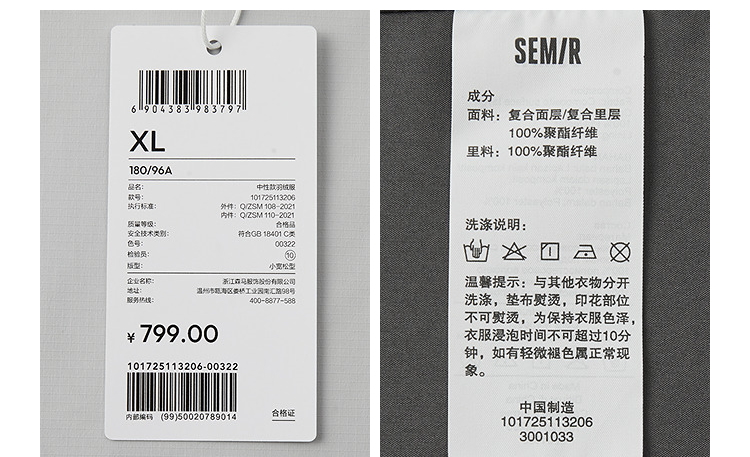 6 904383 983797
XL
180/96A
品名: 中性款羽绒服
款号: 101725113206
执行标准: 外件: Q/ZSM 108-2021
内件: Q/ZSM 110-2021
质量等级: 合格品
安全技术类别: 符合GB 18401 C类
色号: 00322
检验员: 10
版型: 小宽松型
企业名称: 浙江森马服饰股份有限公司
地址: 温州市瓯海区娄桥工业园南汇路98号
服务热线: 400-8877-588
¥ 799.00
101725113206-00322
内部编码 (99)50020789014
合格证
SEMIR
成分
面料: 复合面层/复合里层
100%聚酯纤维
里料: 100%聚酯纤维
洗涤说明:
温馨提示: 与其他衣物分开
洗涤, 垫布熨烫, 印花部位
不可熨烫, 为保持衣服色泽,
衣服浸泡时间不可超过10分
钟, 如有轻微褪色属正常现
象。
中国制造
101725113206
3001033